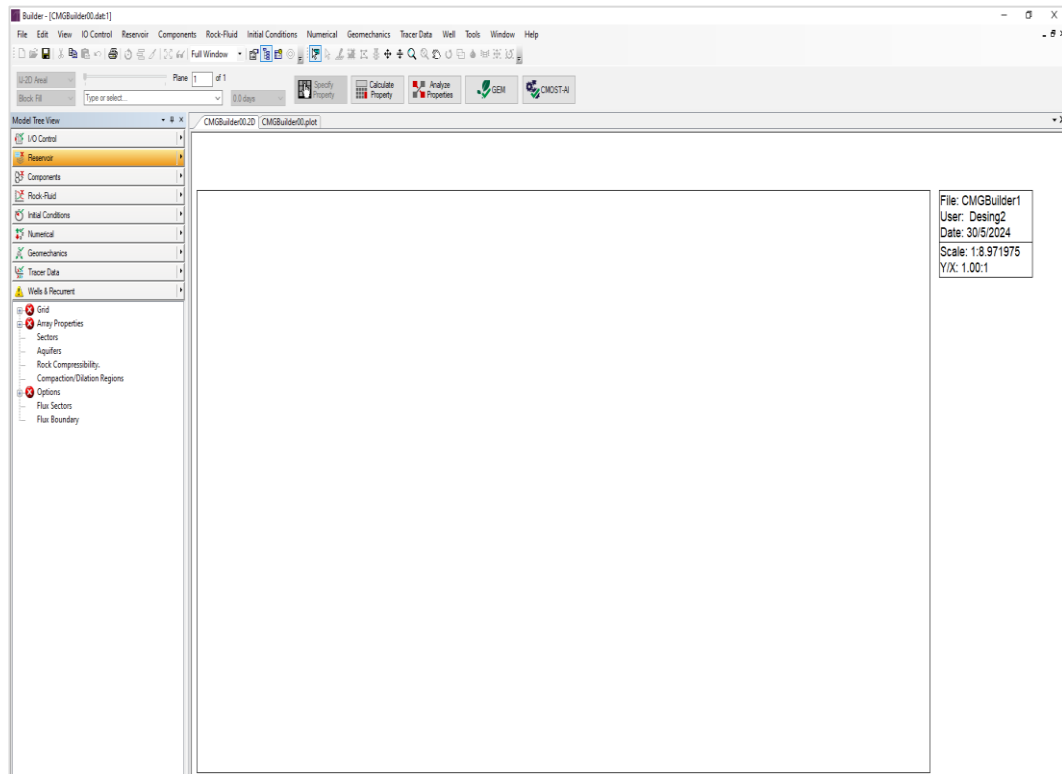 Builder - [CMGBuilder00.dat:1]
File Edit View IO Control Reservoir Components Rock-Fluid Initial Conditions Numerical Geomechanics Tracer Data Well Tools Window Help
Full Window
IJ-2D Areal Plane 1 of 1
Block Fill Type or select... 0.0 days
Specify Property
Calculate Property
Analyze Properties
GEM
CMOST-AI
Model Tree View
CMGBuilder00.2D CMGBuilder00.plot
I/O Control
Reservoir
Components
Rock-Fluid
Initial Conditions
Numerical
Geomechanics
Tracer Data
Wells & Recurrent
Grid
Array Properties
Sectors
Aquifers
Rock Compressibility.
Compaction/Dilation Regions
Options
Flux Sectors
Flux Boundary
File: CMGBuilder1
User: Desing2
Date: 30/5/2024
Scale: 1:8.971975
Y/X: 1.00:1